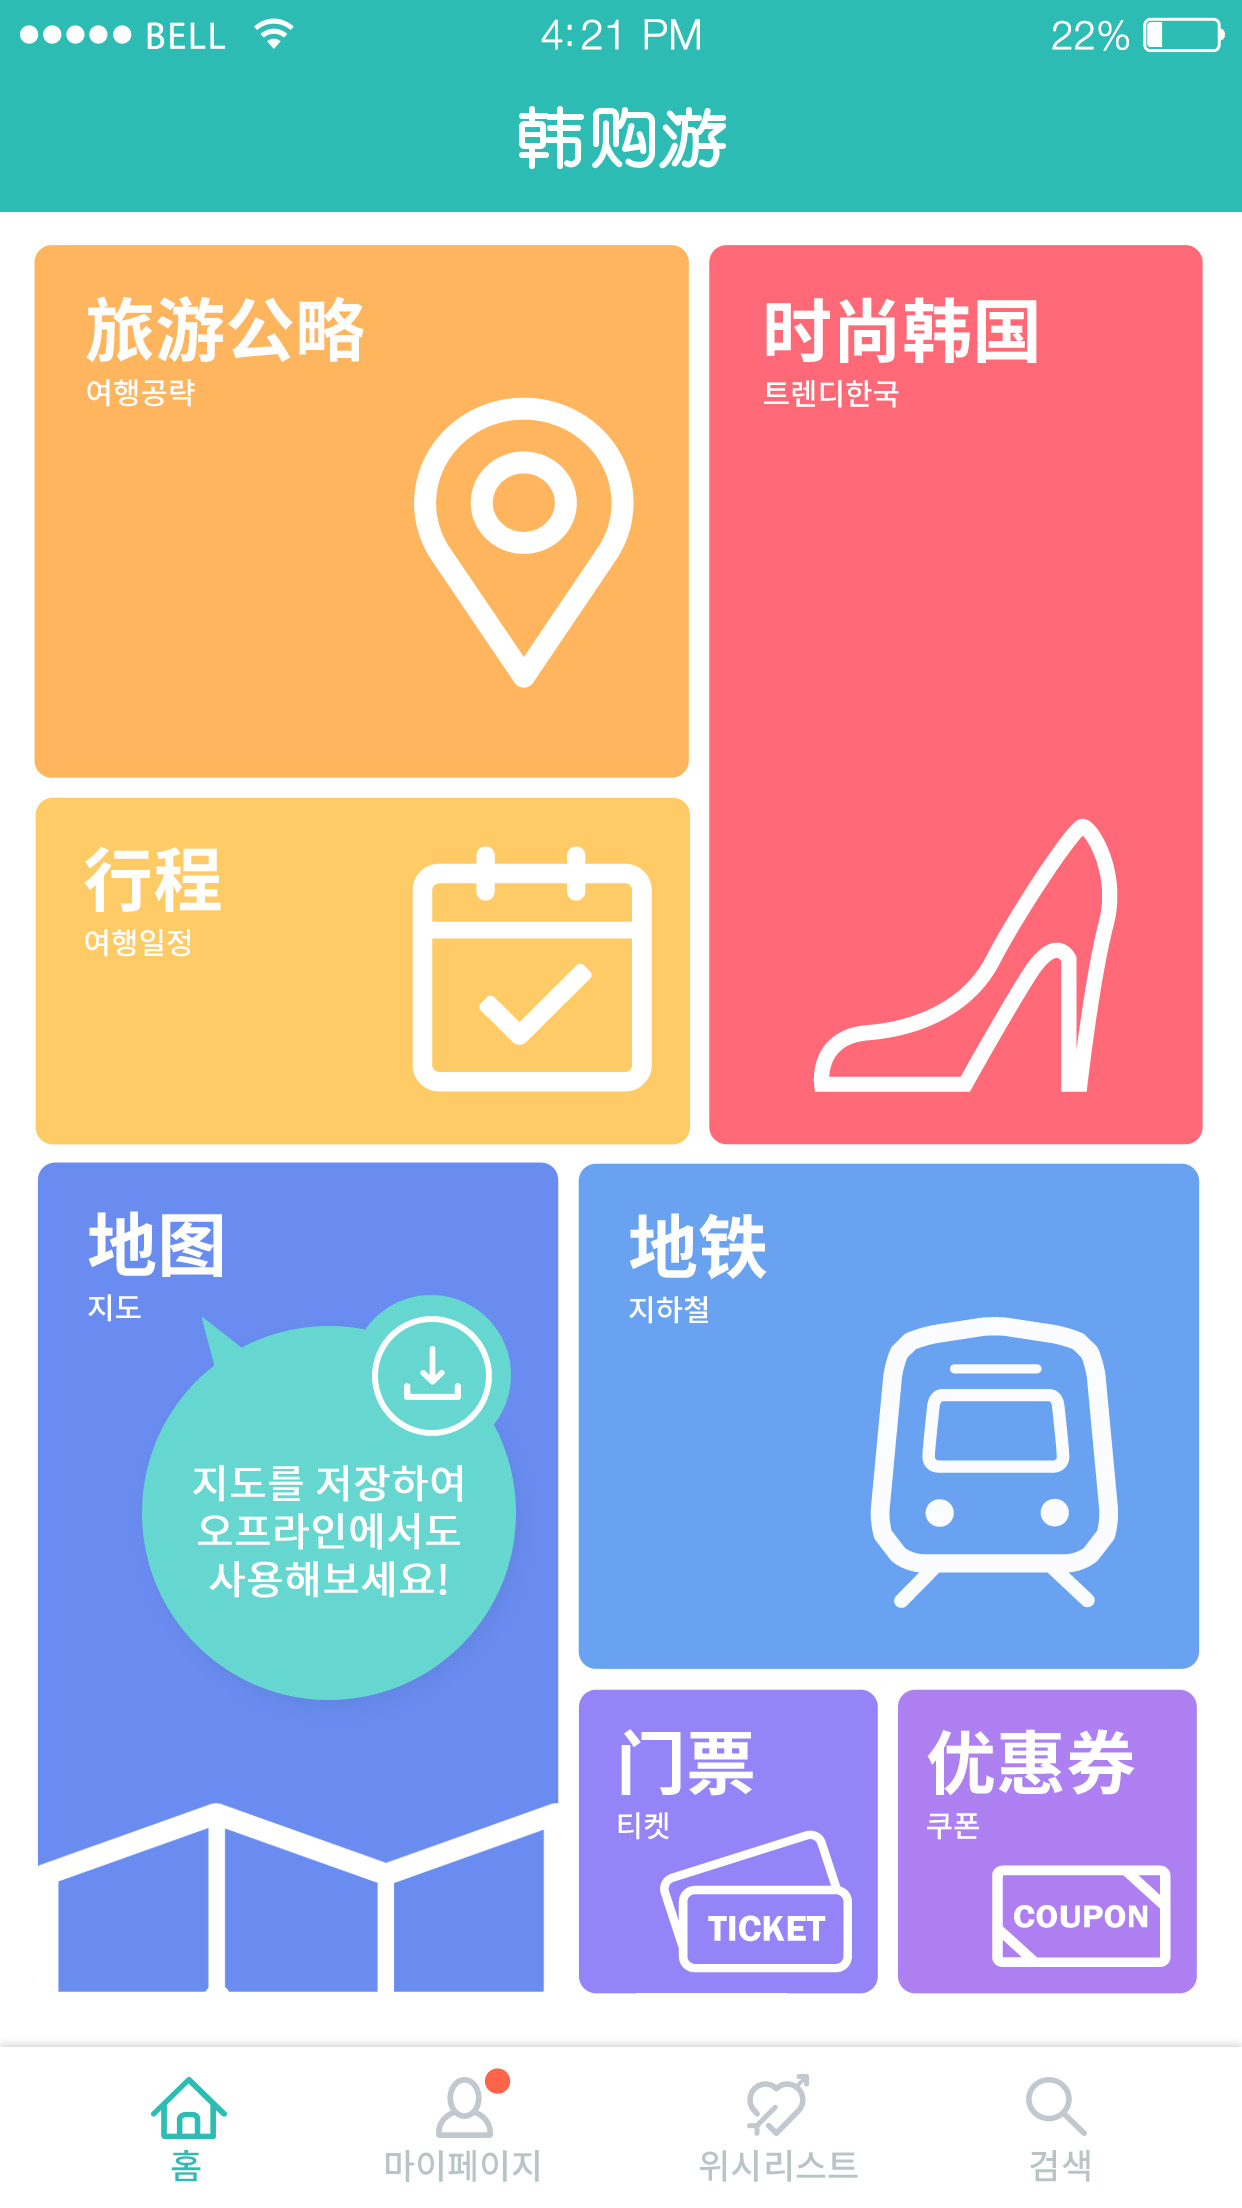 BELL 4:21 PM 22%
韩购游
旅游公略
여행공략
时尚韩国
트렌디한국
行程
여행일정
地图
지도
지도를 저장하여
오프라인에서도
사용해보세요!
地铁
지하철
门票
티켓
TICKET
优惠券
쿠폰
COUPON
홈 마이페이지 위시리스트 검색